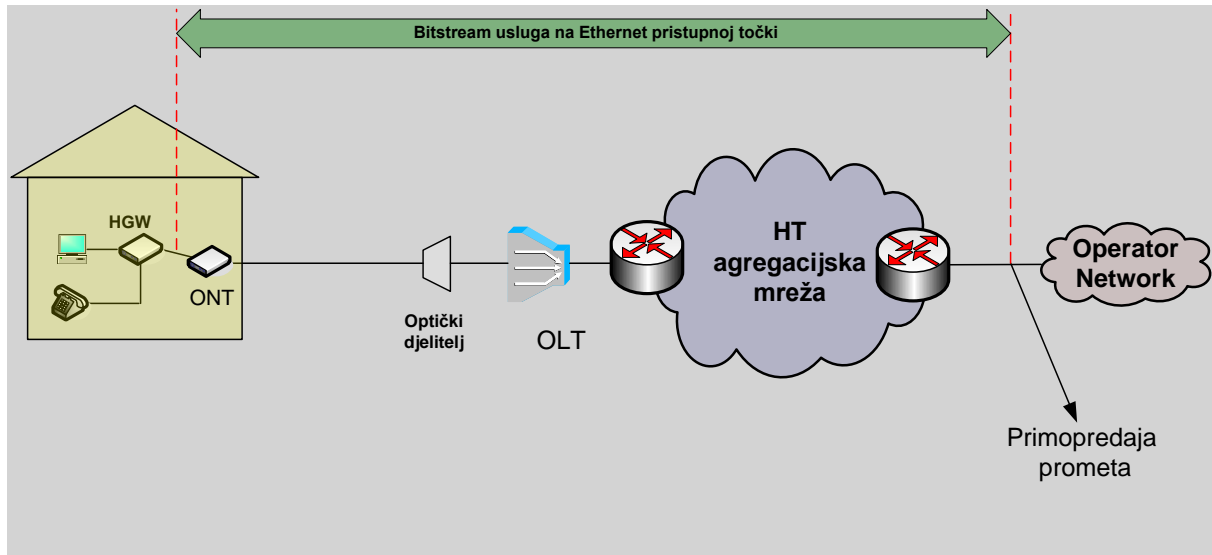 Bitstream usluga na Ethernet pristupnoj točki
HGW
ONT
Optički
djelitelj
OLT
HT
agregacijska
mreža
Operator
Network
Primopredaja
prometa